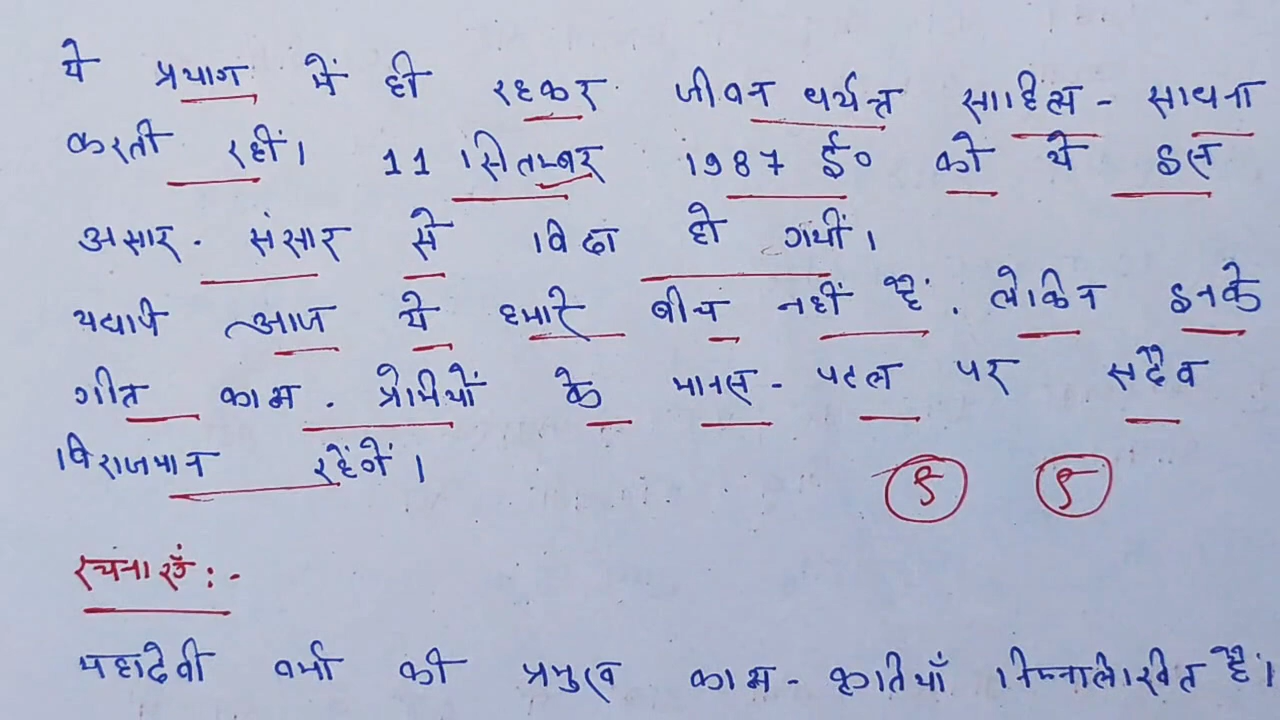 ये प्रयाग में ही रहकर जीवन पर्यन्त साहित्य - साधना
करती रहीं। 11 सितम्बर 1987 ई० को ये इस
असार - संसार से विदा हो गयीं।
यद्यपि आज ये हमारे बीच नहीं हैं . लेकिन इनके
गीत काव्य - प्रेमियों के मानस - पटल पर सदैव
विराजमान रहेंगें।
रचनाएँ :-
महादेवी वर्मा की प्रमुख काव्य - कृतियाँ निम्नलिखित हैं।